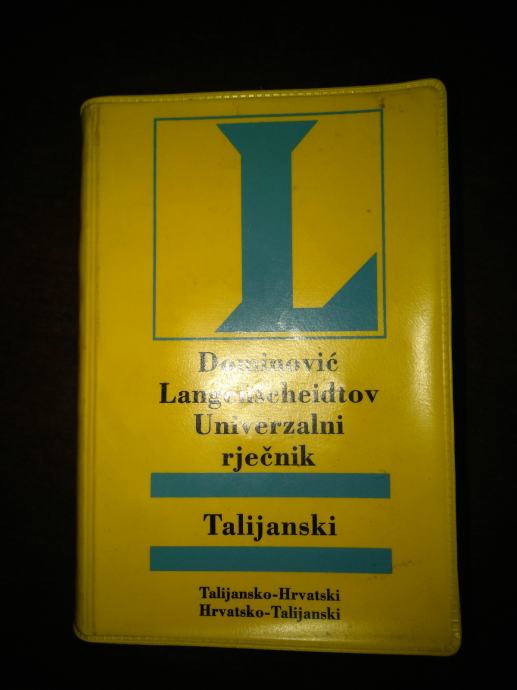 L
Dominović
Langenscheidtov
Univerzalni
rječnik
Talijanski
Talijansko-Hrvatski
Hrvatsko-Talijanski